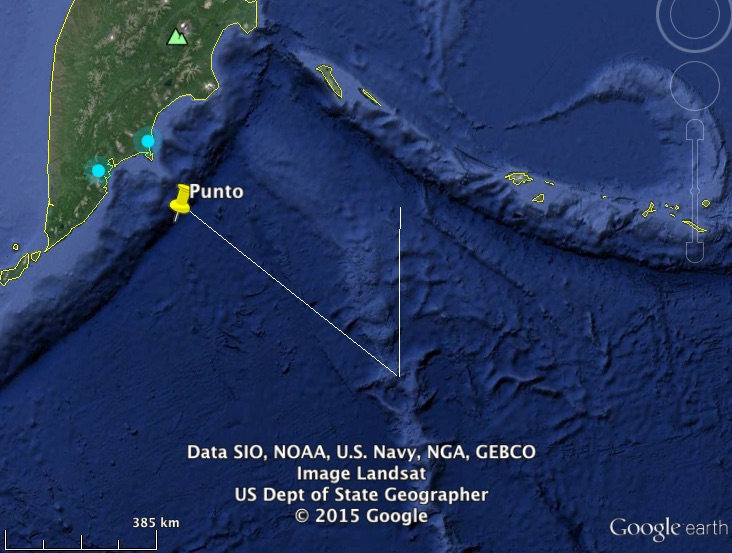 Punto
Data SIO, NOAA, U.S. Navy, NGA, GEBCO
Image Landsat
US Dept of State Geographer
© 2015 Google
385 km
Google earth